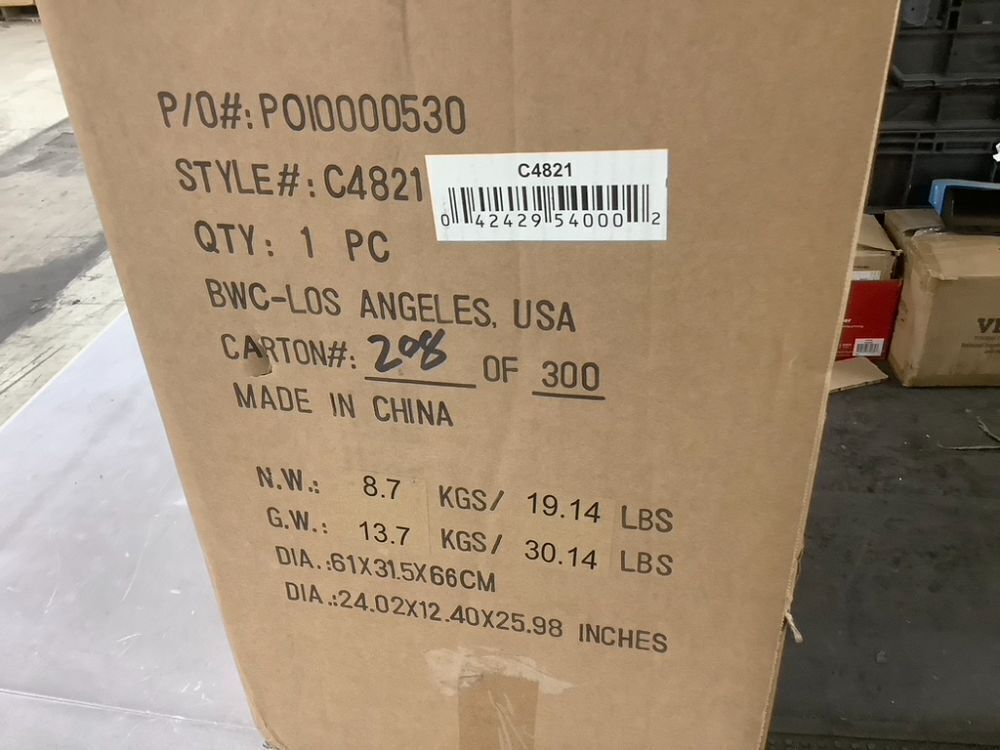 P/O#: POI0000530
STYLE#: C4821
C4821
0 42429 54000 2
QTY: 1 PC
BWC-LOS ANGELES, USA
CARTON#: 208 OF 300
MADE IN CHINA
N.W.: 8.7 KGS/ 19.14 LBS
G.W.: 13.7 KGS/ 30.14 LBS
DIA.:61X31.5X66CM
DIA.:24.02X12.40X25.98 INCHES